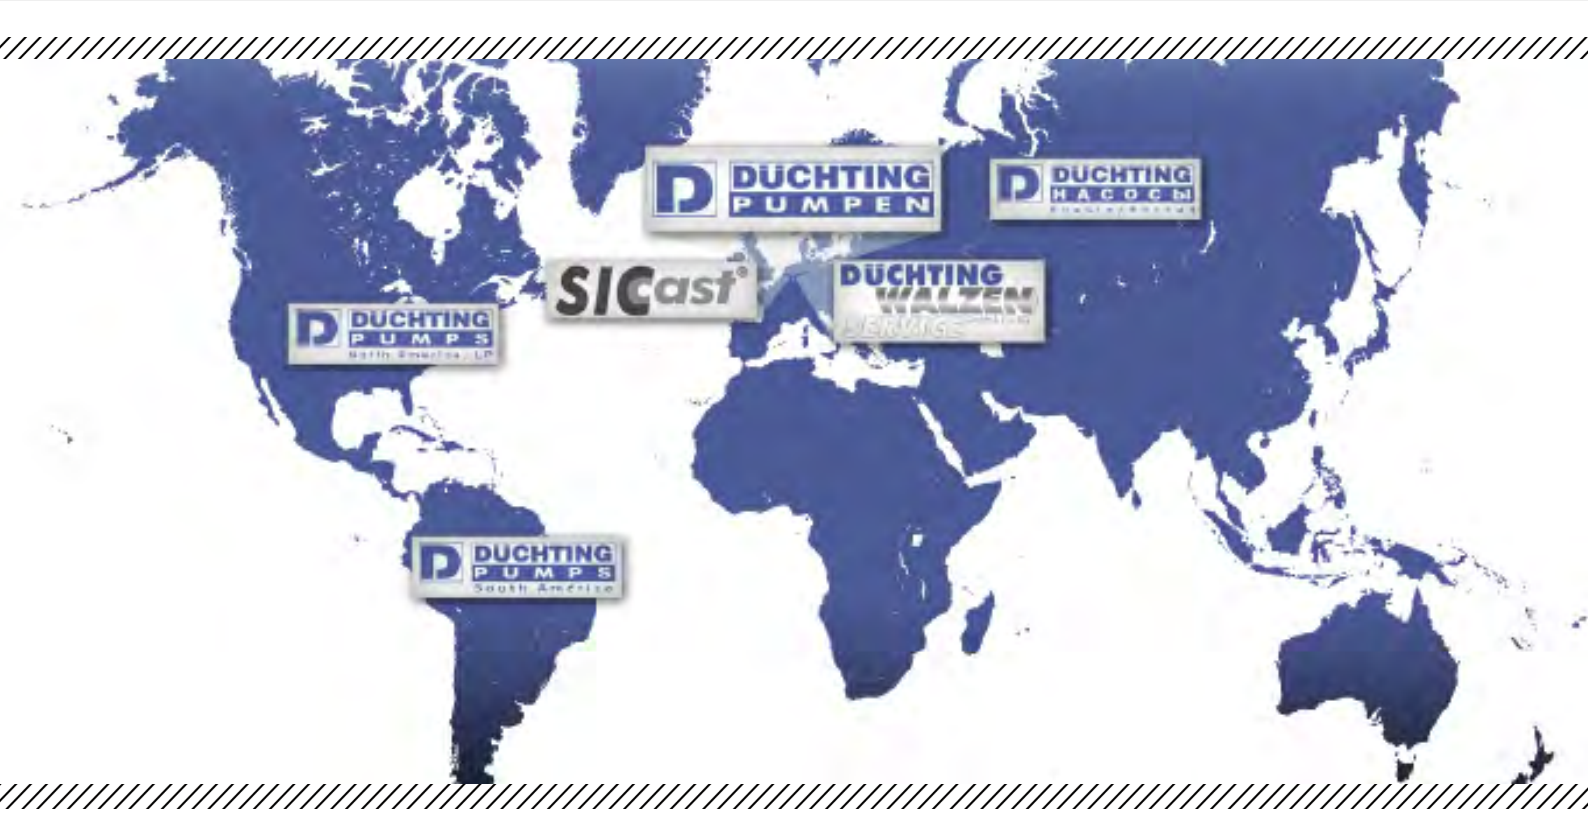 DÜCHTING
PUMPEN
DÜCHTING
НАСОСЫ
SICast®
DÜCHTING
WALZEN
SERVICE
DÜCHTING
PUMPS
North America, LP
DÜCHTING
PUMPS
South America